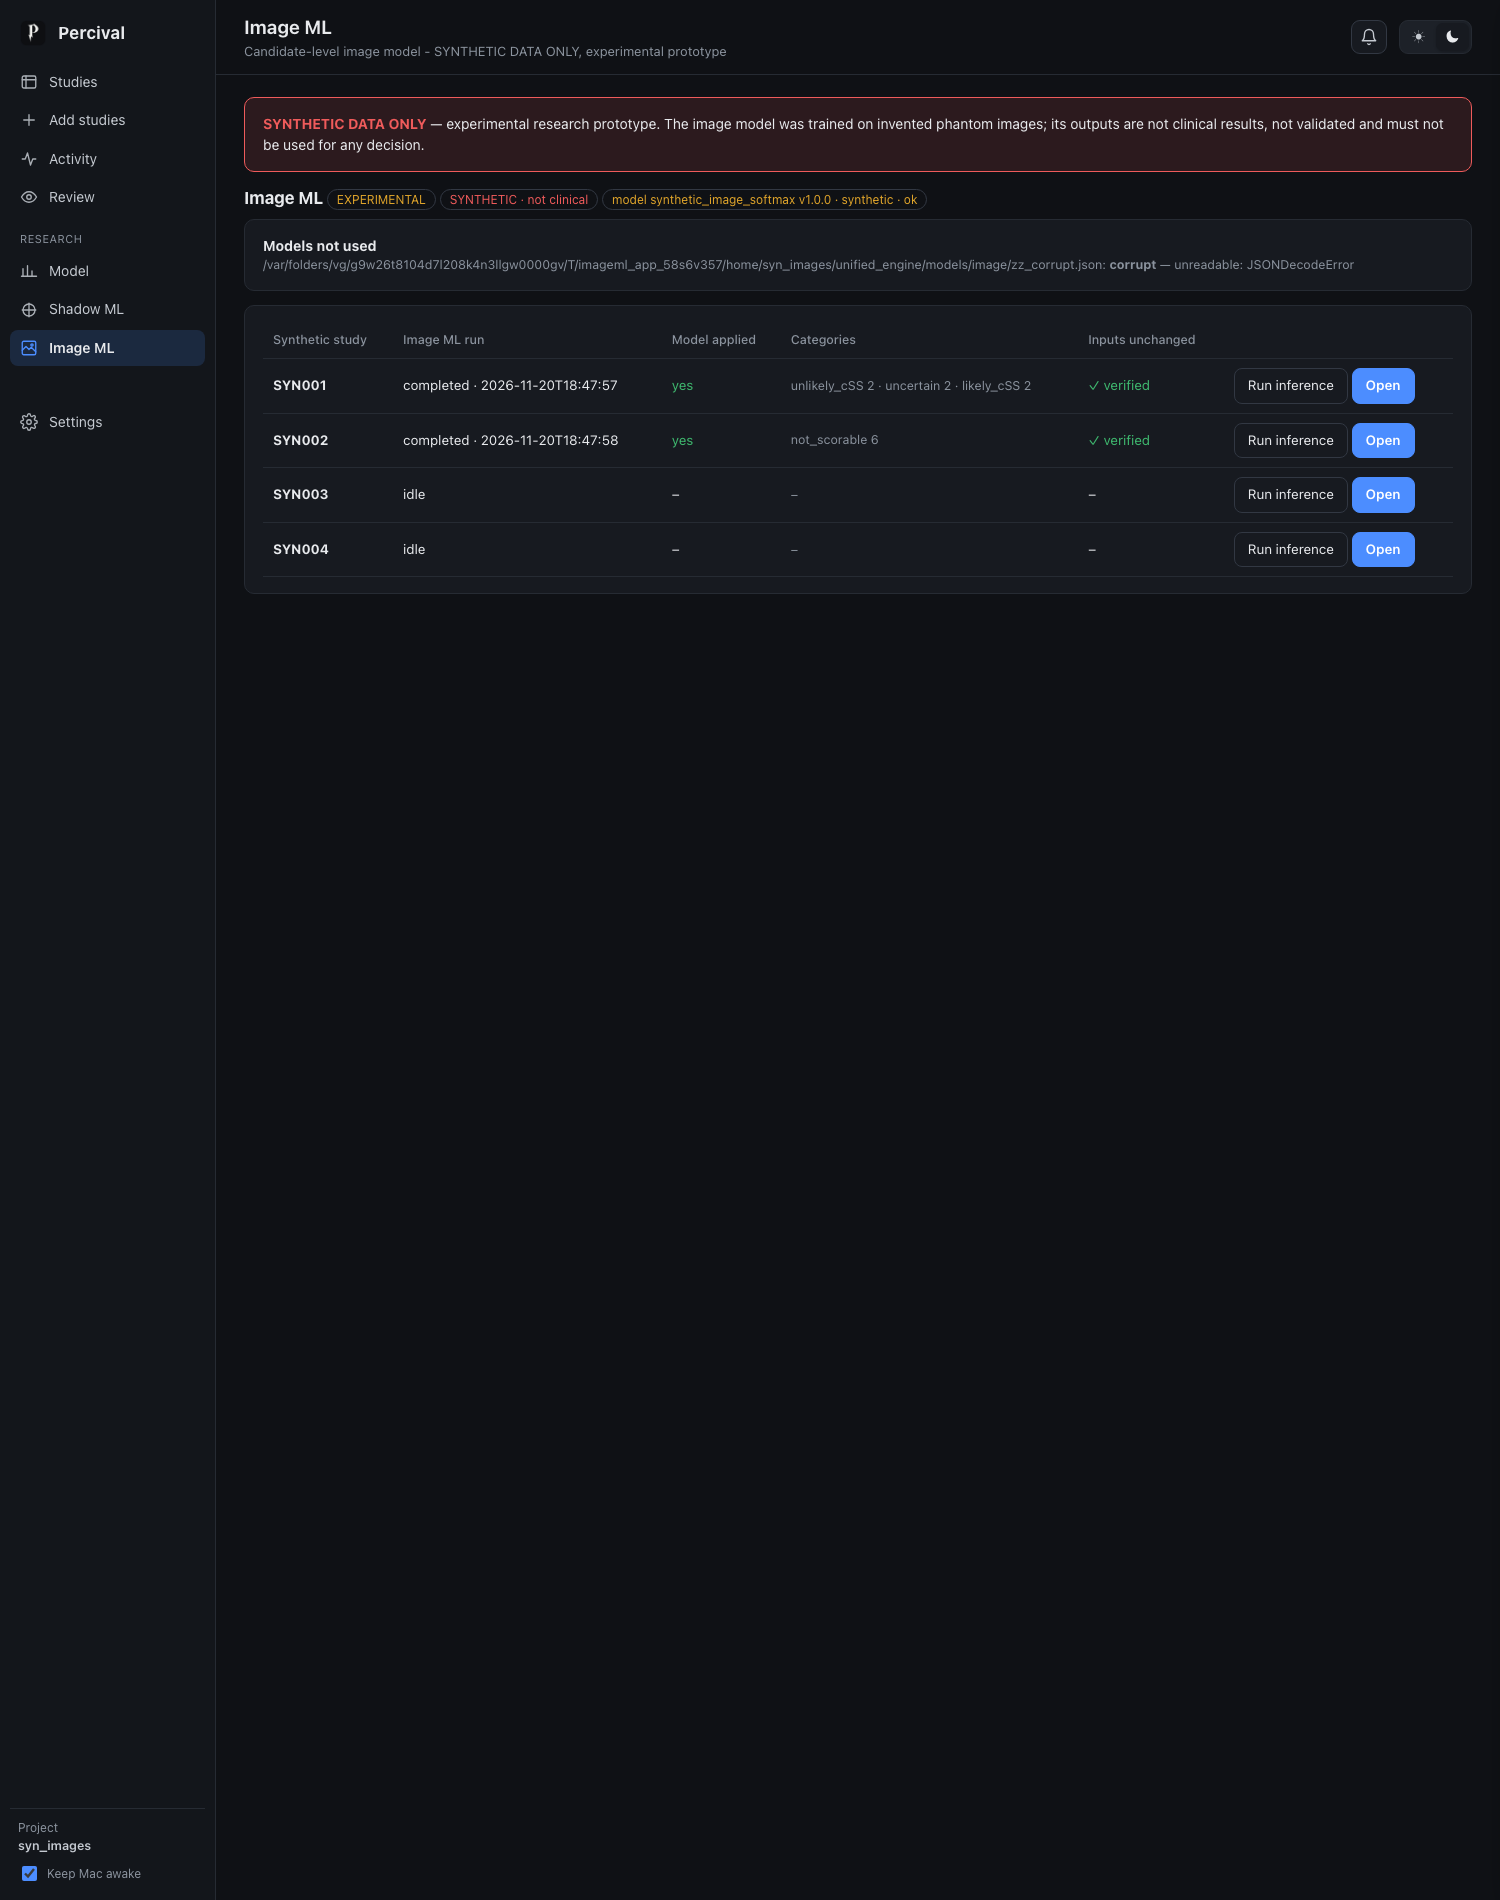 Percival
Studies
Add studies
Activity
Review
RESEARCH
Model
Shadow ML
Image ML
Settings
Project
syn_images
Keep Mac awake
Image ML
Candidate-level image model - SYNTHETIC DATA ONLY, experimental prototype
SYNTHETIC DATA ONLY — experimental research prototype. The image model was trained on invented phantom images; its outputs are not clinical results, not validated and must not
be used for any decision.
Image ML EXPERIMENTAL SYNTHETIC · not clinical model synthetic_image_softmax v1.0.0 · synthetic · ok
Models not used
/var/folders/vg/g9w26t8104d7l208k4n3llgw0000gv/T/imageml_app_58s6v357/home/syn_images/unified_engine/models/image/zz_corrupt.json: corrupt — unreadable: JSONDecodeError
Synthetic study Image ML run Model applied Categories Inputs unchanged
SYN001 completed · 2026-11-20T18:47:57 yes unlikely_cSS 2 · uncertain 2 · likely_cSS 2 ✓ verified Run inference Open
SYN002 completed · 2026-11-20T18:47:58 yes not_scorable 6 ✓ verified Run inference Open
SYN003 idle – – – Run inference Open
SYN004 idle – – – Run inference Open